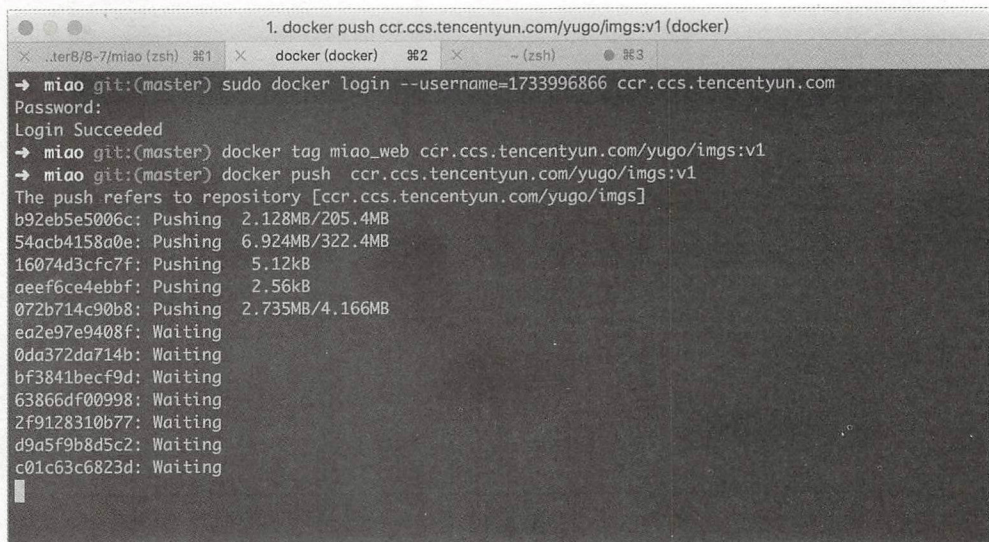 1. docker push ccr.ccs.tencentyun.com/yugo/imgs:v1 (docker)
× ..ter8/8-7/miao (zsh) ⌘1 × docker (docker) ⌘2 × ~ (zsh) ● ⌘3
➜ miao git:(master) sudo docker login --username=1733996866 ccr.ccs.tencentyun.com
Password:
Login Succeeded
➜ miao git:(master) docker tag miao_web ccr.ccs.tencentyun.com/yugo/imgs:v1
➜ miao git:(master) docker push  ccr.ccs.tencentyun.com/yugo/imgs:v1
The push refers to repository [ccr.ccs.tencentyun.com/yugo/imgs]
b92eb5e5006c: Pushing  2.128MB/205.4MB
54acb4158a0e: Pushing  6.924MB/322.4MB
16074d3cfc7f: Pushing   5.12kB
aeef6ce4ebbf: Pushing   2.56kB
072b714c90b8: Pushing  2.735MB/4.166MB
ea2e97e9408f: Waiting
0da372da714b: Waiting
bf3841becf9d: Waiting
63866df00998: Waiting
2f9128310b77: Waiting
d9a5f9b8d5c2: Waiting
c01c63c6823d: Waiting